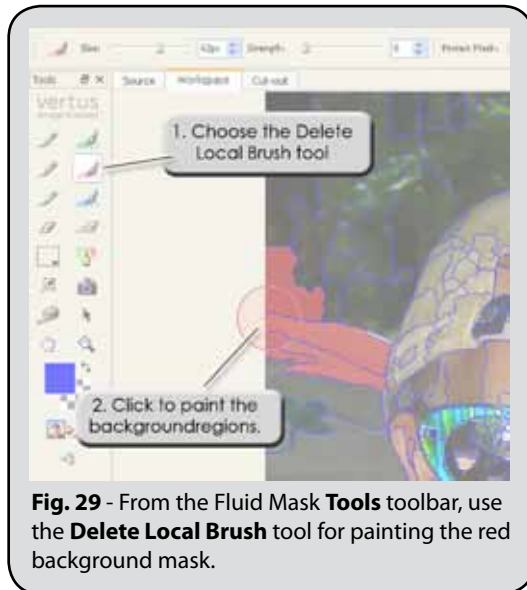 Size: 42px Strength: 8
Tools Source Workspace Cut-out
vertus
1. Choose the Delete
Local Brush tool
2. Click to paint the
backgroundregions.
Fig. 29 - From the Fluid Mask Tools toolbar, use
the Delete Local Brush tool for painting the red
background mask.